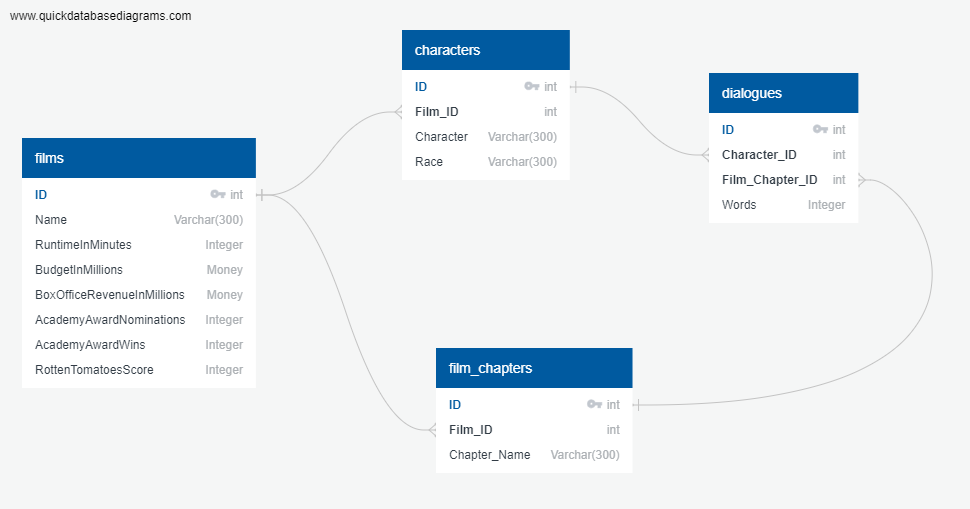 www.quickdatabasediagrams.com
films
ID int
Name Varchar(300)
RuntimeInMinutes Integer
BudgetInMillions Money
BoxOfficeRevenueInMillions Money
AcademyAwardNominations Integer
AcademyAwardWins Integer
RottenTomatoesScore Integer
characters
ID int
Film_ID int
Character Varchar(300)
Race Varchar(300)
dialogues
ID int
Character_ID int
Film_Chapter_ID int
Words Integer
film_chapters
ID int
Film_ID int
Chapter_Name Varchar(300)